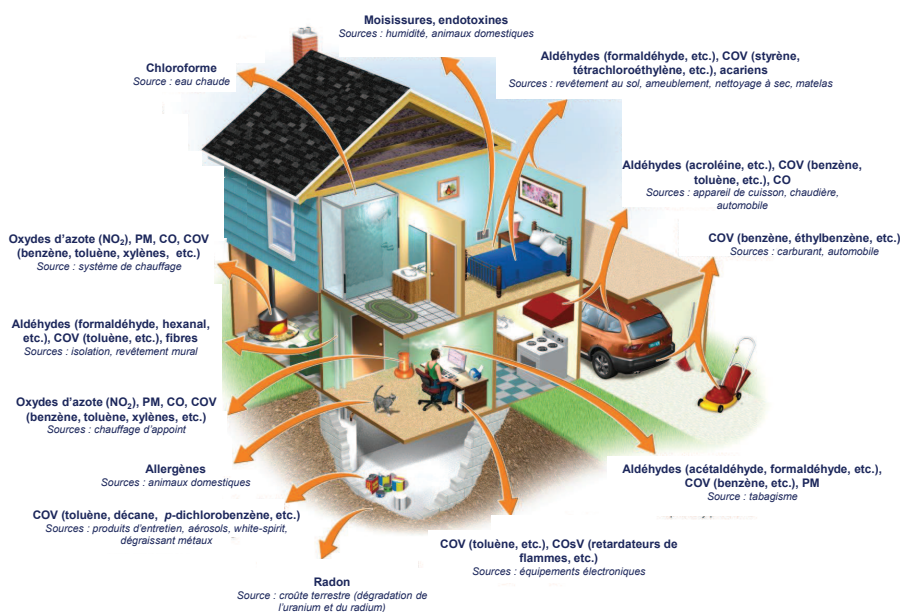 Moisissures, endotoxines
Sources : humidité, animaux domestiques
Aldéhydes (formaldéhyde, etc.), COV (styrène,
tétrachloroéthylène, etc.), acariens
Sources : revêtement au sol, ameublement, nettoyage à sec, matelas
Chloroforme
Source : eau chaude
Aldéhydes (acroléine, etc.), COV (benzène,
toluène, etc.), CO
Sources : appareil de cuisson, chaudière,
automobile
Oxydes d'azote (NO₂), PM, CO, COV
(benzène, toluène, xylènes, etc.)
Source : système de chauffage
COV (benzène, éthylbenzène, etc.)
Sources : carburant, automobile
Aldéhydes (formaldéhyde, hexanal,
etc.), COV (toluène, etc.), fibres
Sources : isolation, revêtement mural
Oxydes d'azote (NO₂), PM, CO, COV
(benzène, toluène, xylènes, etc.)
Sources : chauffage d'appoint
Allergènes
Sources : animaux domestiques
Aldéhydes (acétaldéhyde, formaldéhyde, etc.),
COV (benzène, etc.), PM
Source : tabagisme
COV (toluène, décane, p-dichlorobenzène, etc.)
Sources : produits d'entretien, aérosols, white-spirit,
dégraissant métaux
COV (toluène, etc.), COsV (retardateurs de
flammes, etc.)
Sources : équipements électroniques
Radon
Source : croûte terrestre (dégradation de
l'uranium et du radium)